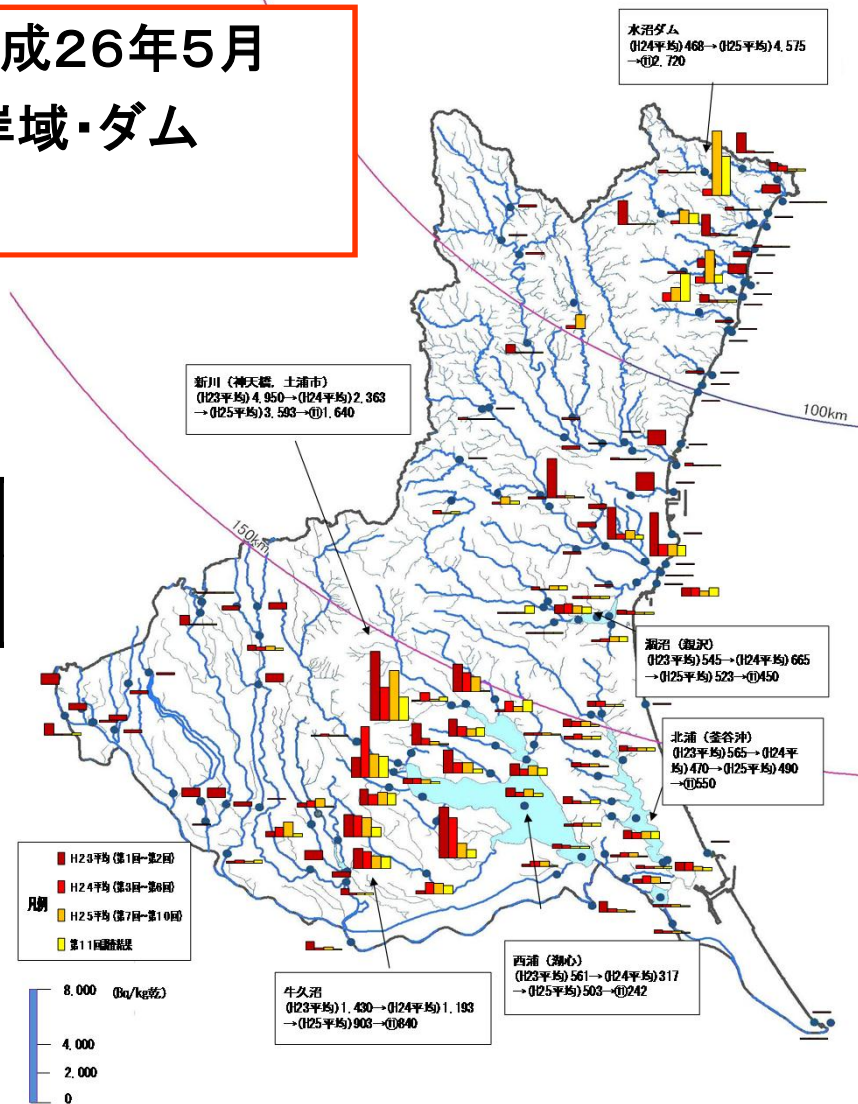 成26年5月
岸域・ダム
水沼ダム
(H24平均)468→(H25平均)4,575
→⑪2,720
新川（神天橋, 土浦市）
(H23平均)4,950→(H24平均)2,363
→(H25平均)3,593→⑪1,640
100km
150km
涸沼（親沢）
(H23平均)545→(H24平均)665
→(H25平均)523→⑪450
北浦（釜谷沖）
(H23平均)565→(H24平
均)470→(H25平均)490
→⑪550
凡例
H23平均(第1回~第2回)
H24平均(第3回~第6回)
H25平均(第7回~第10回)
第11回調査結果
西浦（湖心）
(H23平均)561→(H24平均)317
→(H25平均)503→⑪242
牛久沼
(H23平均)1,430→(H24平均)1,193
→(H25平均)903→⑪840
8,000 (Bq/kg乾)
4,000
2,000
0